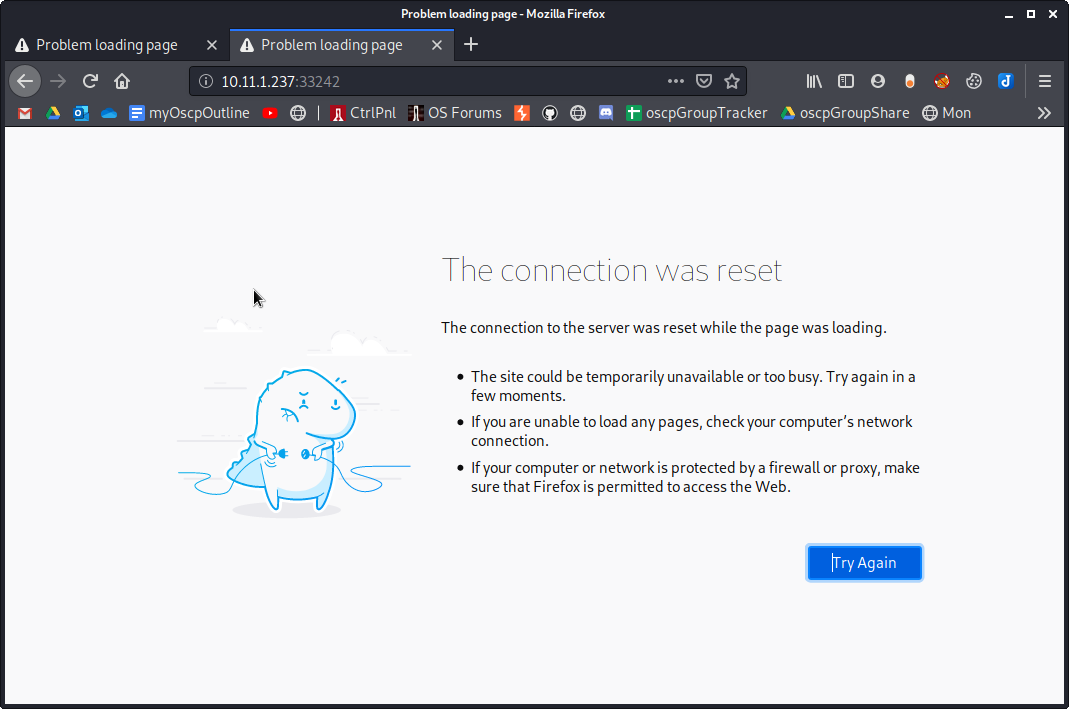 Problem loading page - Mozilla Firefox
Problem loading page
Problem loading page
10.11.1.237:33242
myOscpOutline
CtrlPnl
OS Forums
oscpGroupTracker
oscpGroupShare
Mon
The connection was reset
The connection to the server was reset while the page was loading.
The site could be temporarily unavailable or too busy. Try again in a
few moments.
If you are unable to load any pages, check your computer’s network
connection.
If your computer or network is protected by a firewall or proxy, make
sure that Firefox is permitted to access the Web.
Try Again